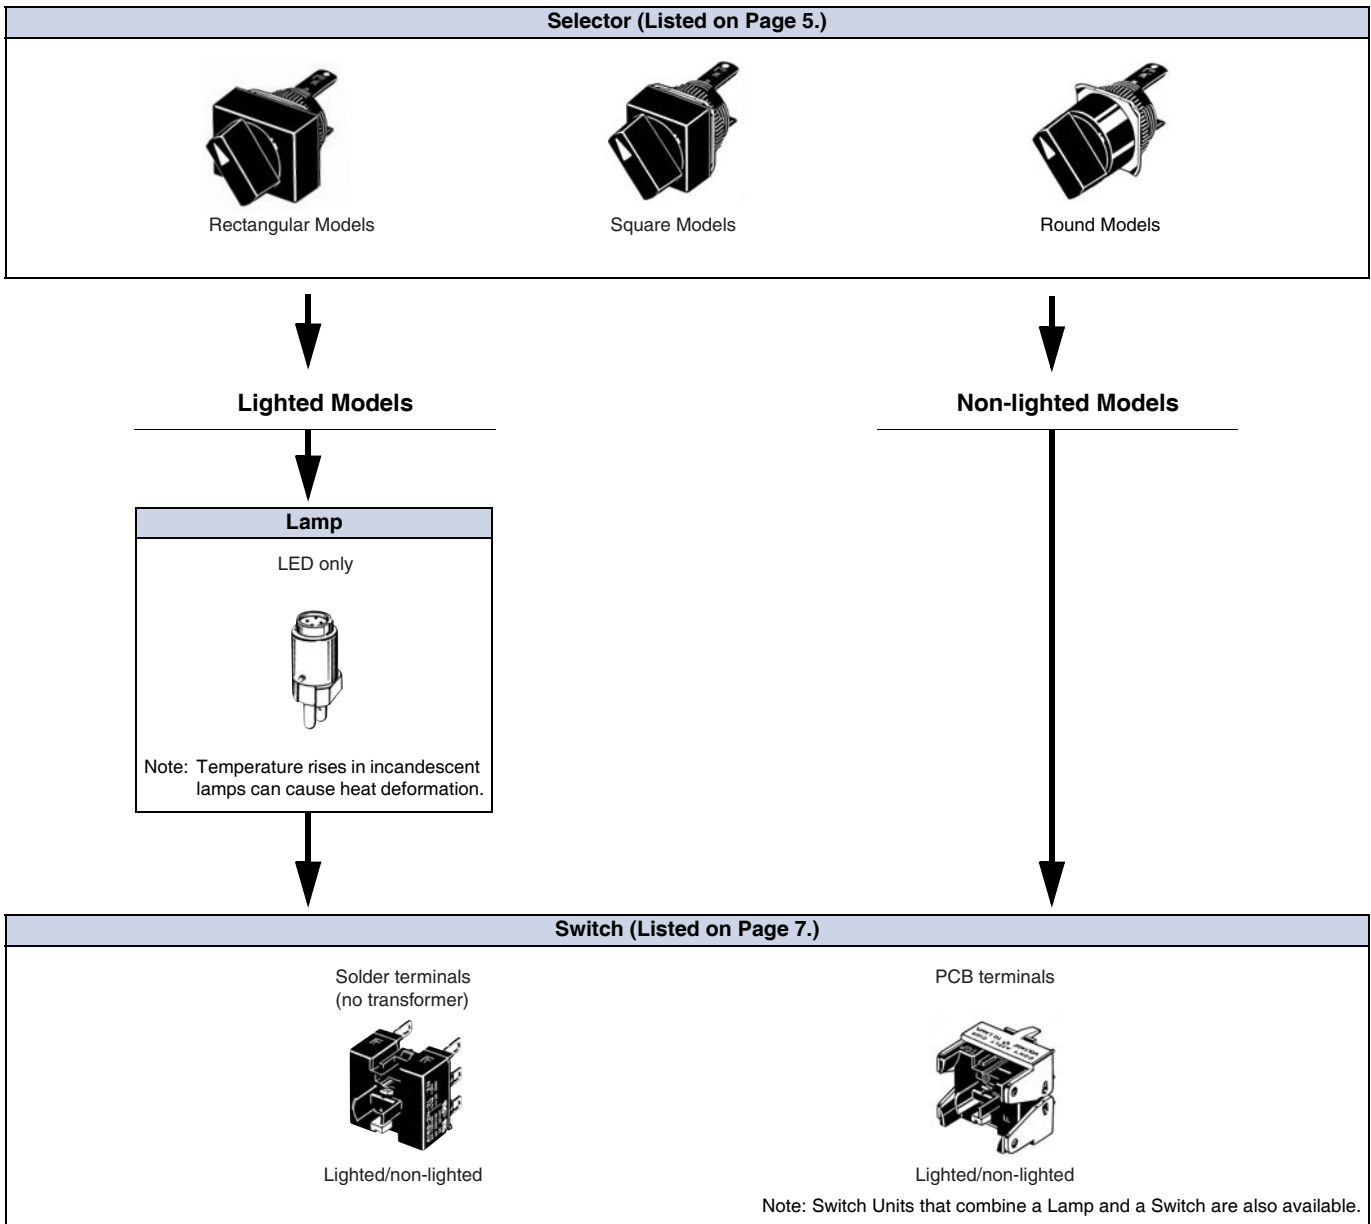 Selector (Listed on Page 5.)
Rectangular Models
Square Models
Round Models
Lighted Models
Non-lighted Models
Lamp
LED only
Note: Temperature rises in incandescent
lamps can cause heat deformation.
Switch (Listed on Page 7.)
Solder terminals
(no transformer)
PCB terminals
Lighted/non-lighted
Lighted/non-lighted
Note: Switch Units that combine a Lamp and a Switch are also available.